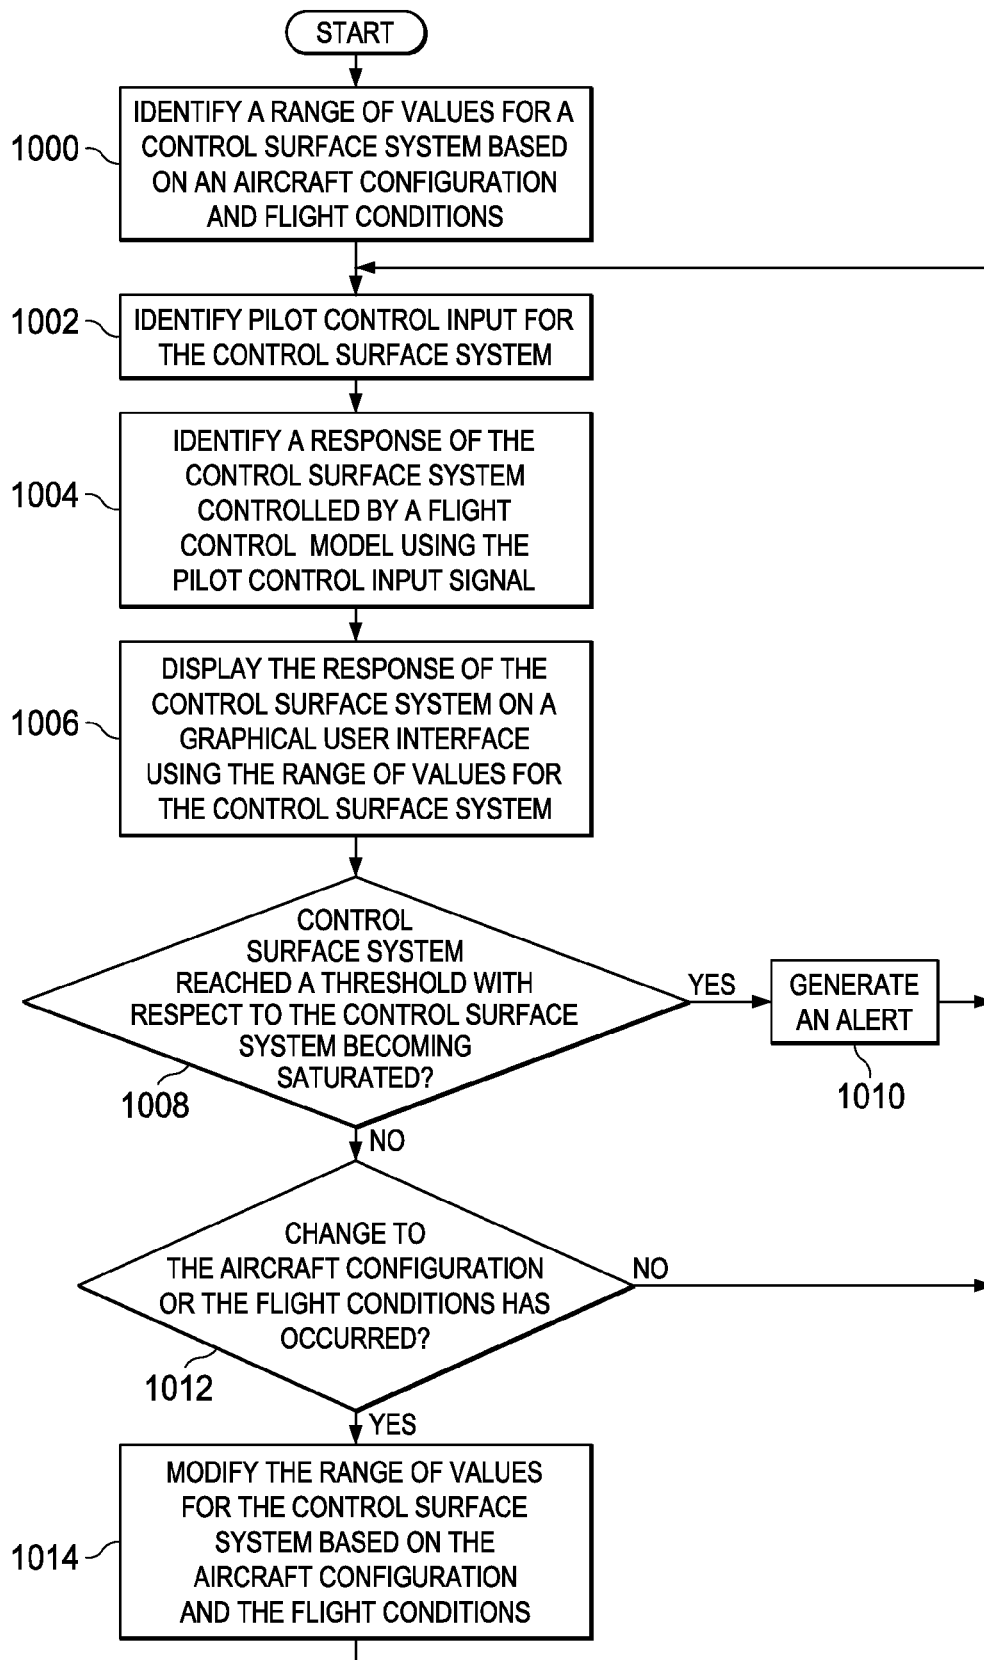 START
IDENTIFY A RANGE OF VALUES FOR A
CONTROL SURFACE SYSTEM BASED
ON AN AIRCRAFT CONFIGURATION
AND FLIGHT CONDITIONS
1000
IDENTIFY PILOT CONTROL INPUT FOR
THE CONTROL SURFACE SYSTEM
1002
IDENTIFY A RESPONSE OF THE
CONTROL SURFACE SYSTEM
CONTROLLED BY A FLIGHT
CONTROL MODEL USING THE
PILOT CONTROL INPUT SIGNAL
1004
DISPLAY THE RESPONSE OF THE
CONTROL SURFACE SYSTEM ON A
GRAPHICAL USER INTERFACE
USING THE RANGE OF VALUES FOR
THE CONTROL SURFACE SYSTEM
1006
CONTROL
SURFACE SYSTEM
REACHED A THRESHOLD WITH
RESPECT TO THE CONTROL SURFACE
SYSTEM BECOMING
SATURATED?
1008
YES
GENERATE
AN ALERT
1010
NO
CHANGE TO
THE AIRCRAFT CONFIGURATION
OR THE FLIGHT CONDITIONS HAS
OCCURRED?
1012
NO
YES
MODIFY THE RANGE OF VALUES
FOR THE CONTROL SURFACE
SYSTEM BASED ON THE
AIRCRAFT CONFIGURATION
AND THE FLIGHT CONDITIONS
1014